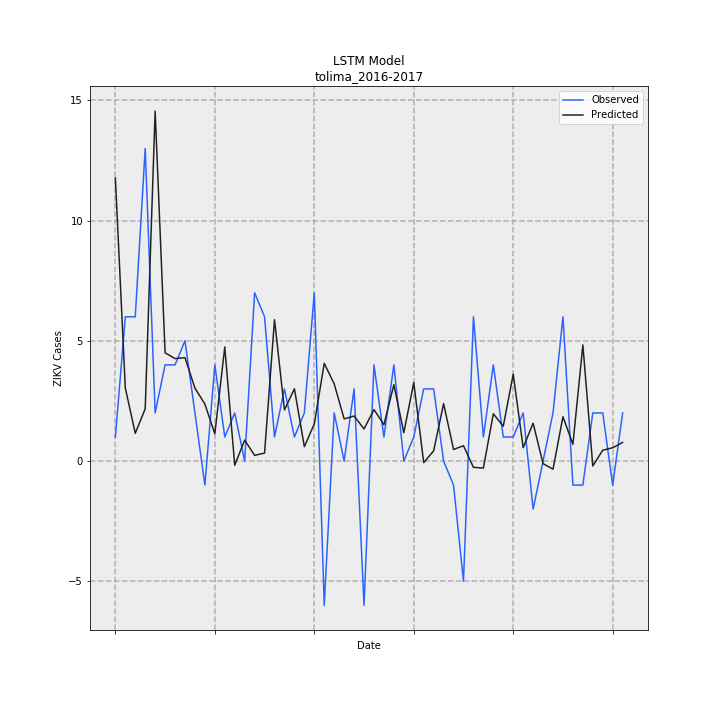 LSTM Model
tolima_2016-2017
Observed
Predicted
15
10
5
0
−5
ZIKV Cases
Date